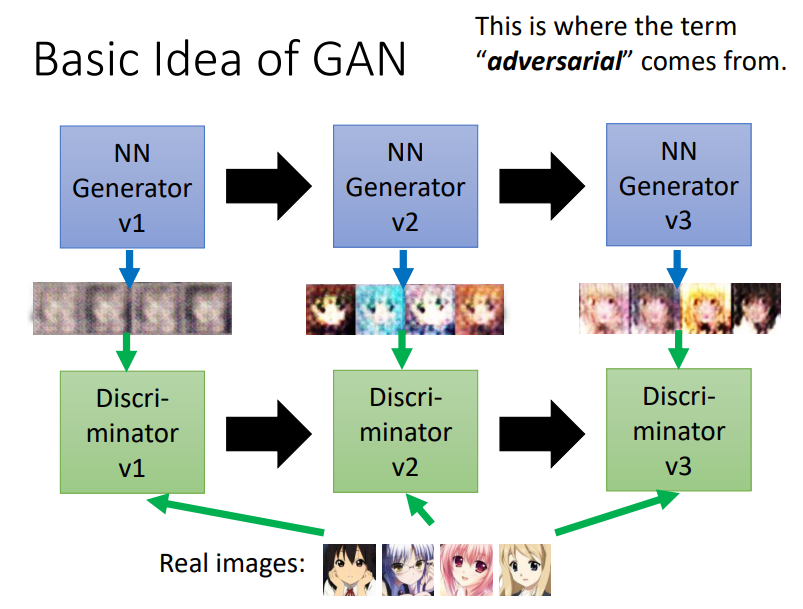 Basic Idea of GAN
This is where the term
“adversarial” comes from.
NN
Generator
v1
NN
Generator
v2
NN
Generator
v3
Discri-
minator
v1
Discri-
minator
v2
Discri-
minator
v3
Real images: